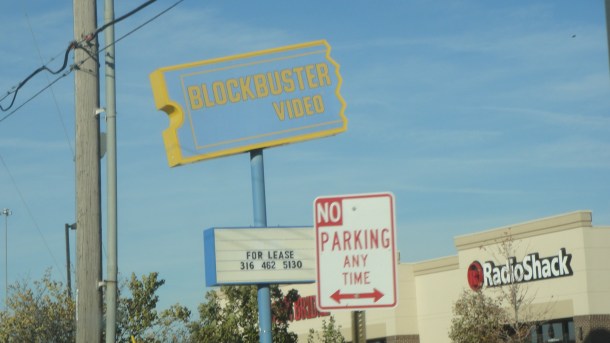 BLOCKBUSTER
VIDEO
FOR LEASE
316 462 5130
NO
PARKING
ANY
TIME
RadioShack